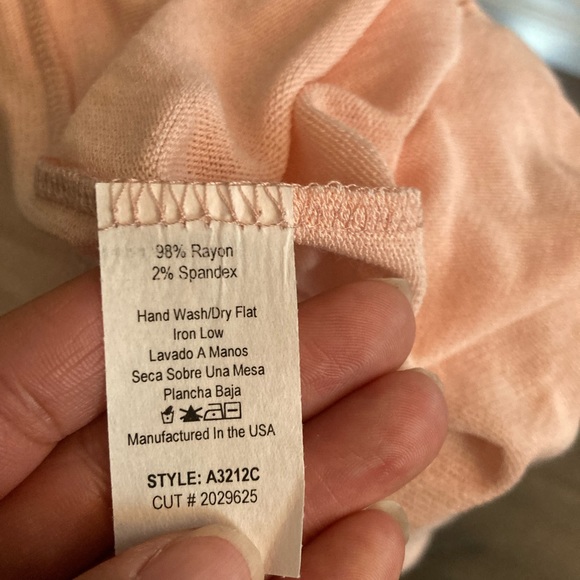 98% Rayon
2% Spandex
Hand Wash/Dry Flat
Iron Low
Lavado A Manos
Seca Sobre Una Mesa
Plancha Baja
Manufactured In the USA
STYLE: A3212C
CUT # 2029625